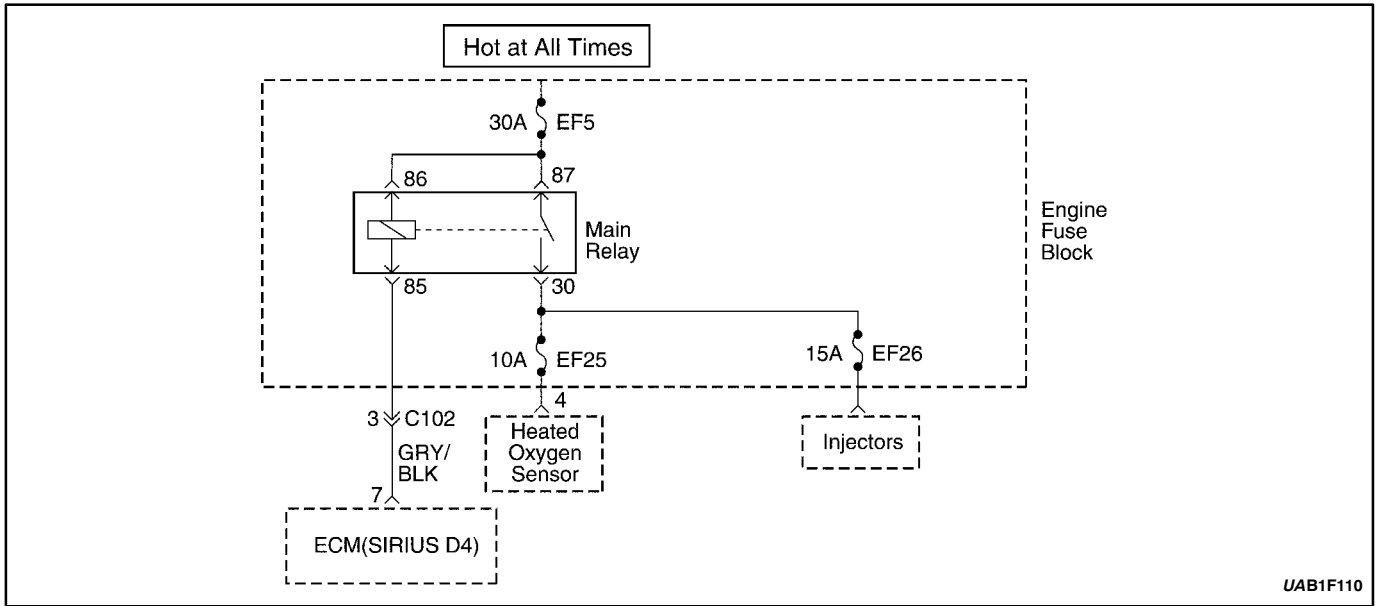 Hot at All Times
30A EF5
86 87
Main
Relay
Engine
Fuse
Block
85 30
10A EF25
15A EF26
3 C102
4
GRY/
BLK
Heated
Oxygen
Sensor
Injectors
7
ECM(SIRIUS D4)
UAB1F110